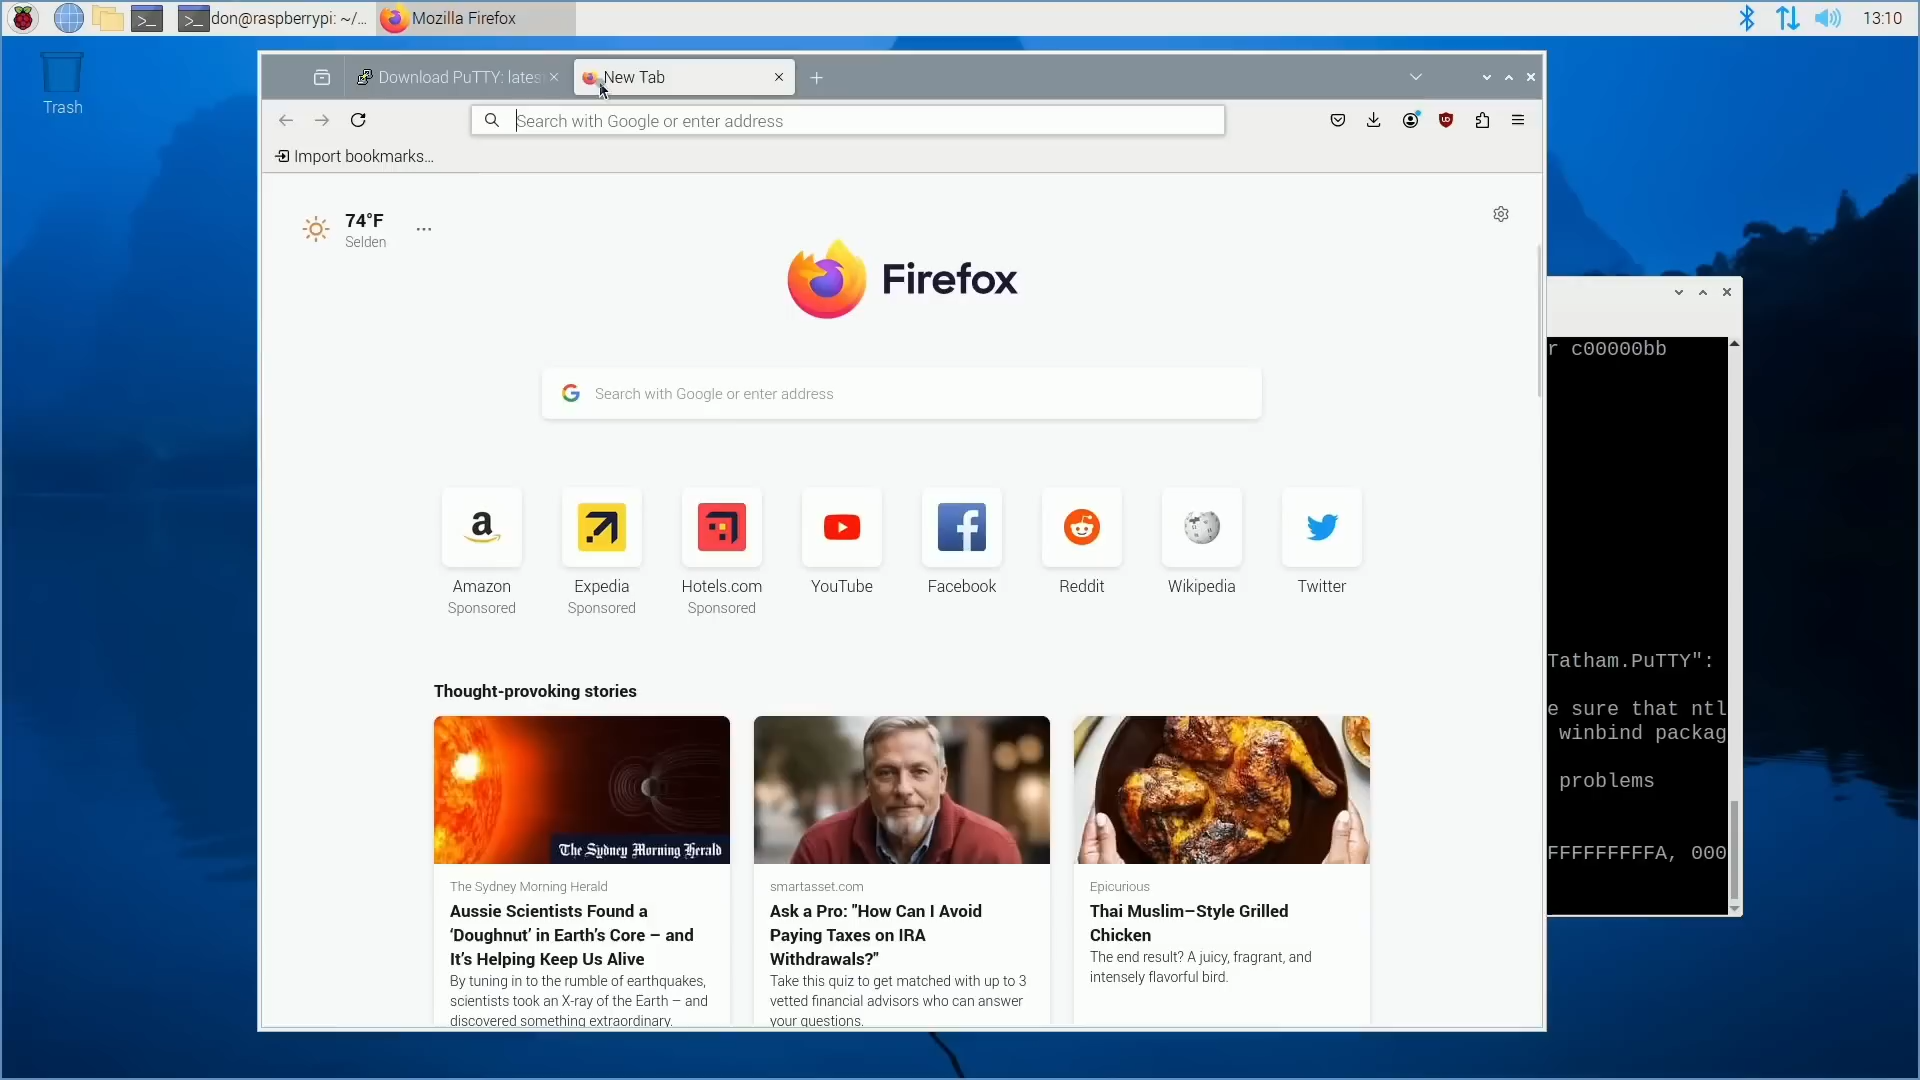 don@raspberrypi: ~/...
Mozilla Firefox
13:10
Trash
Download PuTTY: lates
New Tab
Search with Google or enter address
Import bookmarks...
74°F
Selden
Firefox
Search with Google or enter address
Amazon
Sponsored
Expedia
Sponsored
Hotels.com
Sponsored
YouTube
Facebook
Reddit
Wikipedia
Twitter
Thought-provoking stories
The Sydney Morning Herald
The Sydney Morning Herald
Aussie Scientists Found a
‘Doughnut’ in Earth’s Core – and
It’s Helping Keep Us Alive
By tuning in to the rumble of earthquakes,
scientists took an X-ray of the Earth – and
discovered something extraordinary.
smartasset.com
Ask a Pro: "How Can I Avoid
Paying Taxes on IRA
Withdrawals?"
Take this quiz to get matched with up to 3
vetted financial advisors who can answer
your questions.
Epicurious
Thai Muslim–Style Grilled
Chicken
The end result? A juicy, fragrant, and
intensely flavorful bird.
r c00000bb
Tatham.PuTTY":
e sure that ntl
winbind packag
problems
FFFFFFFFFA, 000